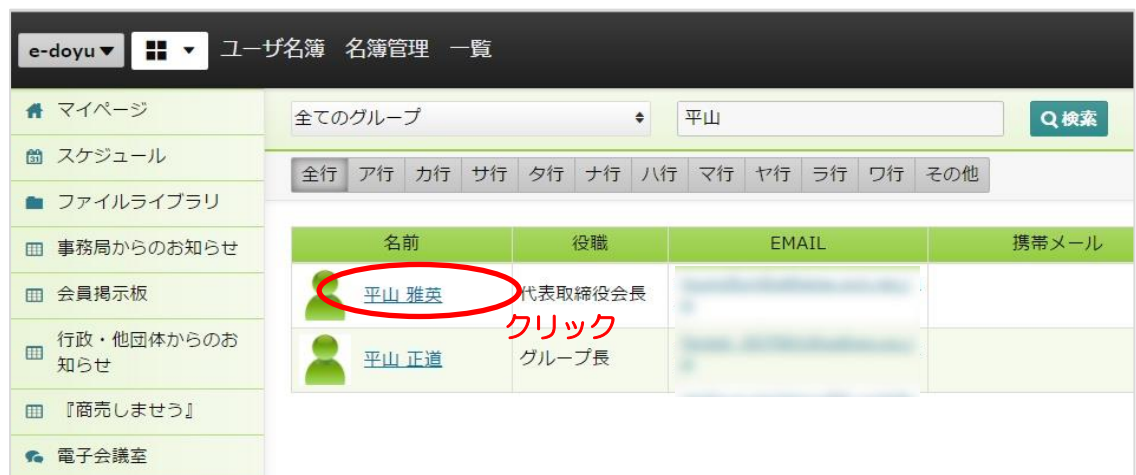 e-doyu▼ ユーザ名簿 名簿管理 一覧
マイページ
スケジュール
ファイルライブラリ
事務局からのお知らせ
会員掲示板
行政・他団体からのお
知らせ
『商売しませう』
電子会議室
全てのグループ 平山 検索
全行 ア行 カ行 サ行 タ行 ナ行 ハ行 マ行 ヤ行 ラ行 ワ行 その他
名前 役職 EMAIL 携帯メール
平山 雅英 代表取締役会長
クリック
平山 正道 グループ長